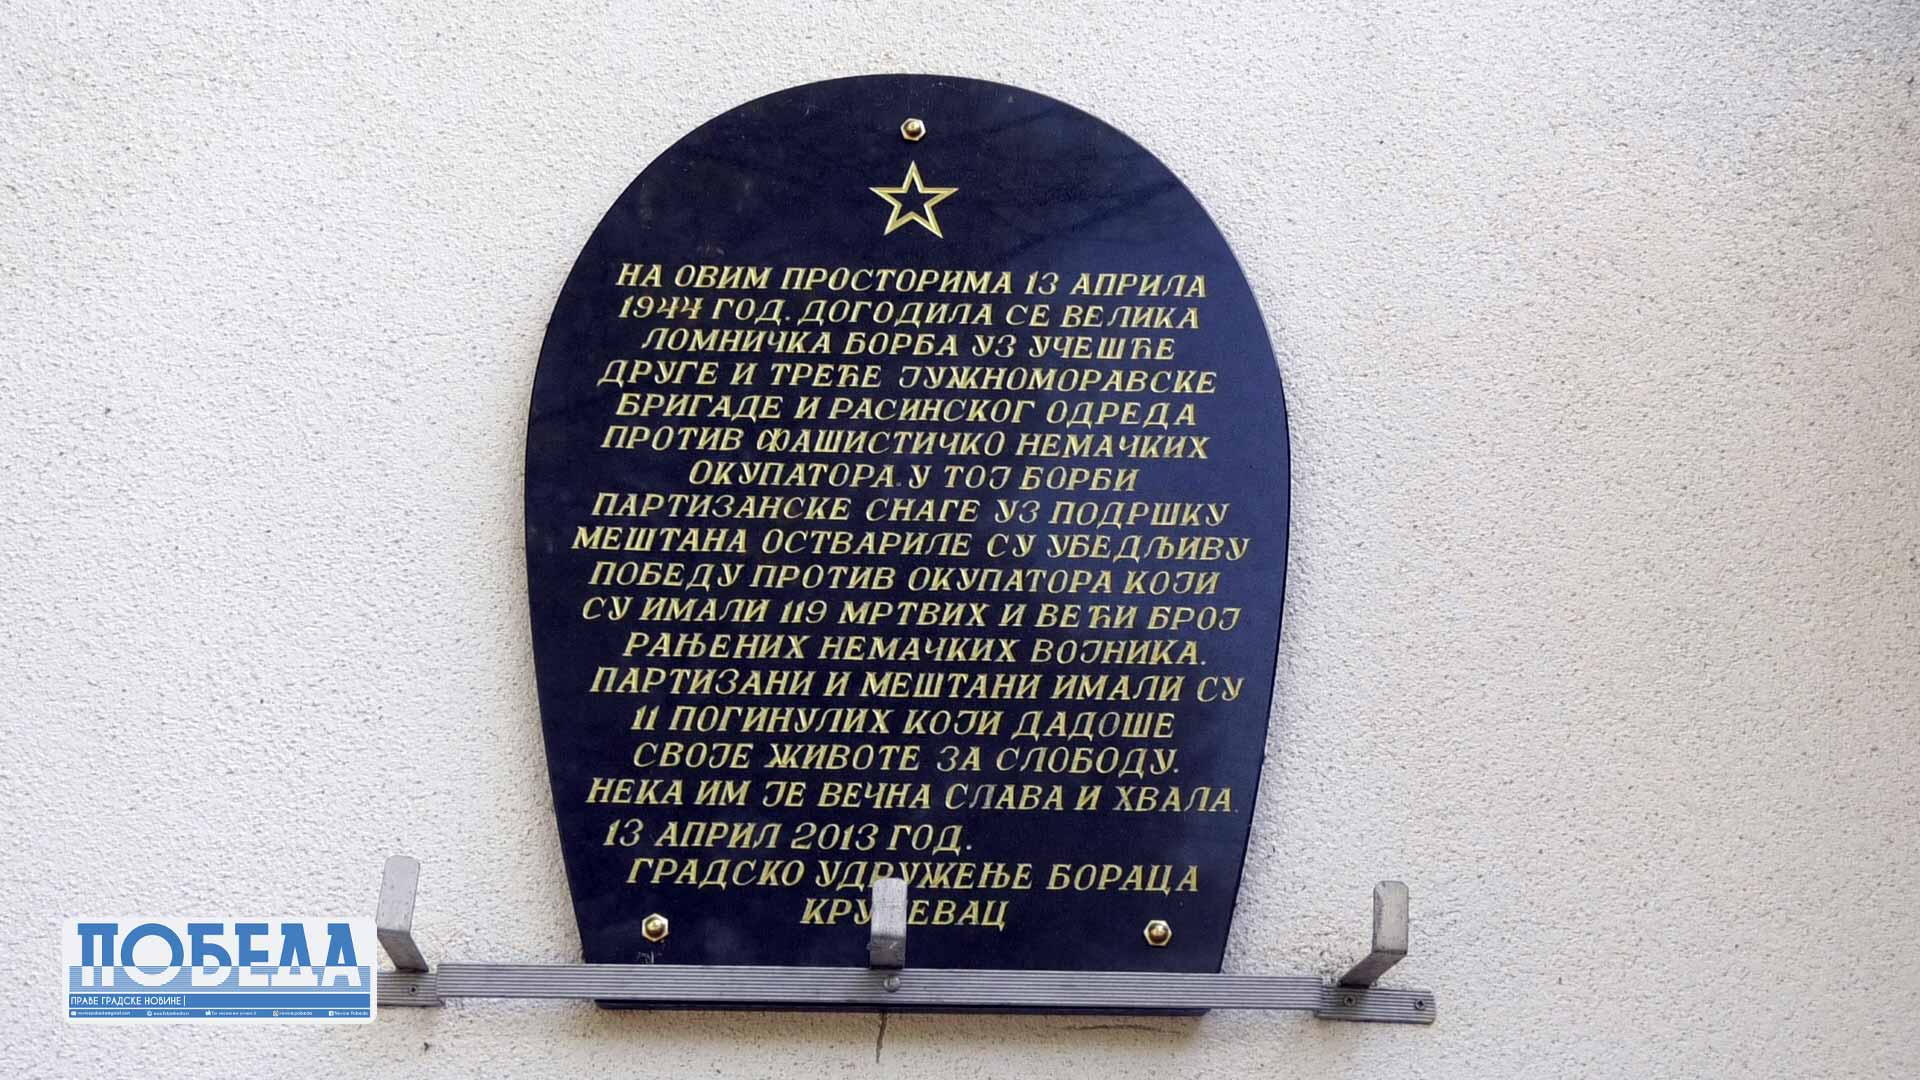 НА ОВИМ ПРОСТОРИМА 13 АПРИЛА
1944 ГОД. ДОГОДИЛА СЕ ВЕЛИКА
ЛОМНИЧКА БОРБА УЗ УЧЕШЋЕ
ДРУГЕ И ТРЕЋЕ ЈУЖНОМОРАВСКЕ
БРИГАДЕ И РАСИНСКОГ ОДРЕДА
ПРОТИВ ФАШИСТИЧКО НЕМАЧКИХ
ОКУПАТОРА. У ТОЈ БОРБИ
ПАРТИЗАНСКЕ СНАГЕ УЗ ПОДРШКУ
МЕШТАНА ОСТВАРИЛЕ СУ УБЕДЉИВУ
ПОБЕДУ ПРОТИВ ОКУПАТОРА КОЈИ
СУ ИМАЛИ 119 МРТВИХ И ВЕЋИ БРОЈ
РАЊЕНИХ НЕМАЧКИХ ВОЈНИКА.
ПАРТИЗАНИ И МЕШТАНИ ИМАЛИ СУ
11 ПОГИНУЛИХ КОЈИ ДАДОШЕ
СВОЈЕ ЖИВОТЕ ЗА СЛОБОДУ.
НЕКА ИМ ЈЕ ВЕЧНА СЛАВА И ХВАЛА.
13 АПРИЛ 2013 ГОД.
ГРАДСКО УДРУЖЕЊЕ БОРАЦА
КРУШЕВАЦ
ПОБЕДА
ПРАВЕ ГРАДСКЕ НОВИНЕ